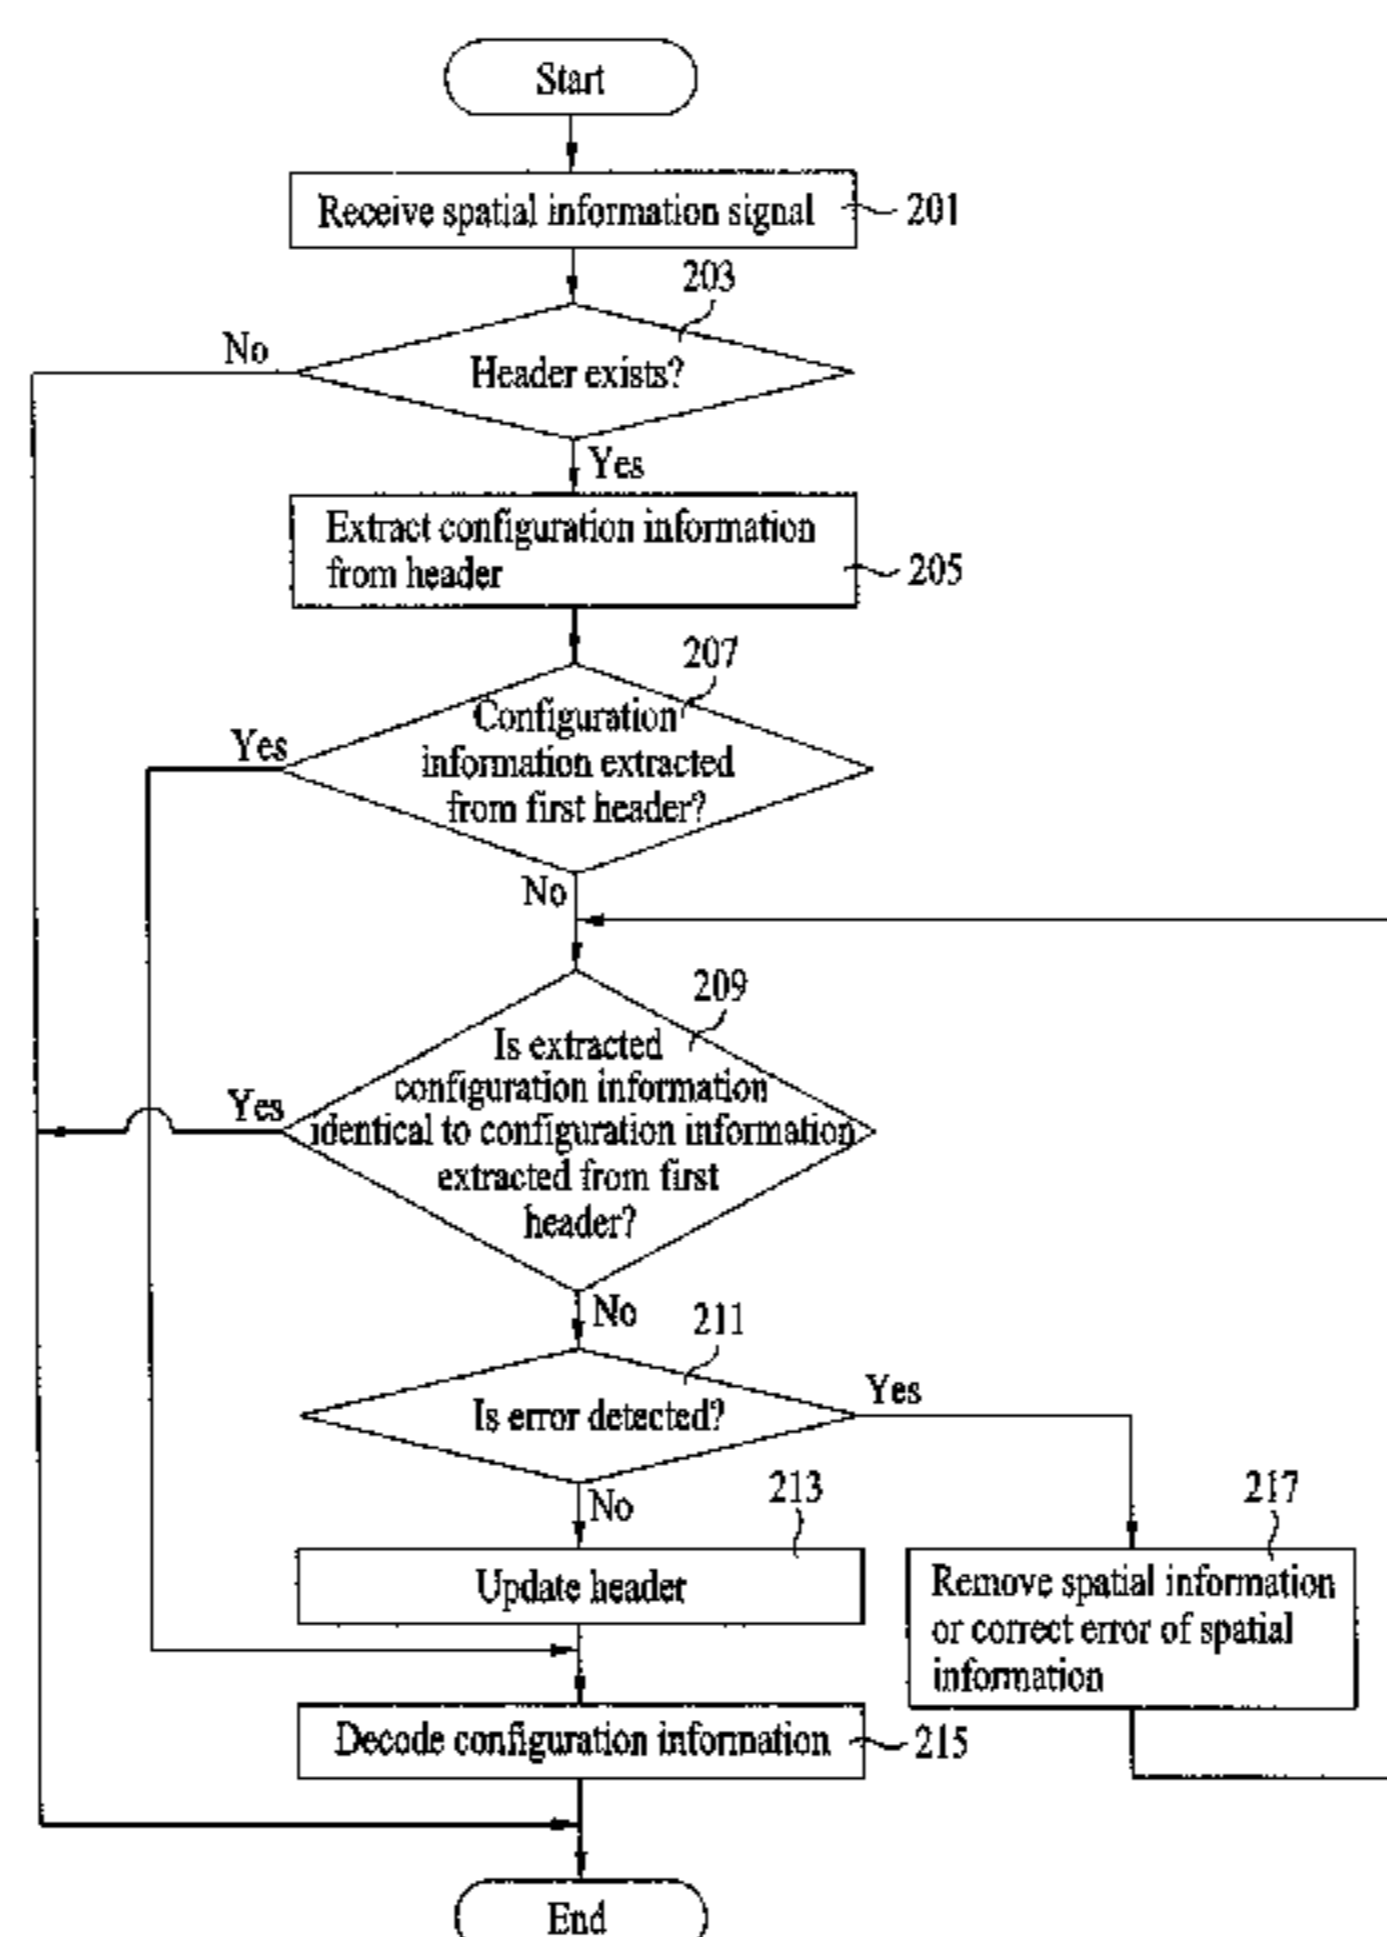 Start
Receive spatial information signal
201
203
No
Header exists?
Yes
Extract configuration information
from header
205
207
Yes
Configuration
information extracted
from first header?
No
209
Yes
Is extracted
configuration information
identical to configuration information
extracted from first
header?
No
211
Is error detected?
Yes
No
213
217
Update header
Remove spatial information
or correct error of spatial
information
Decode configuration information
215
End